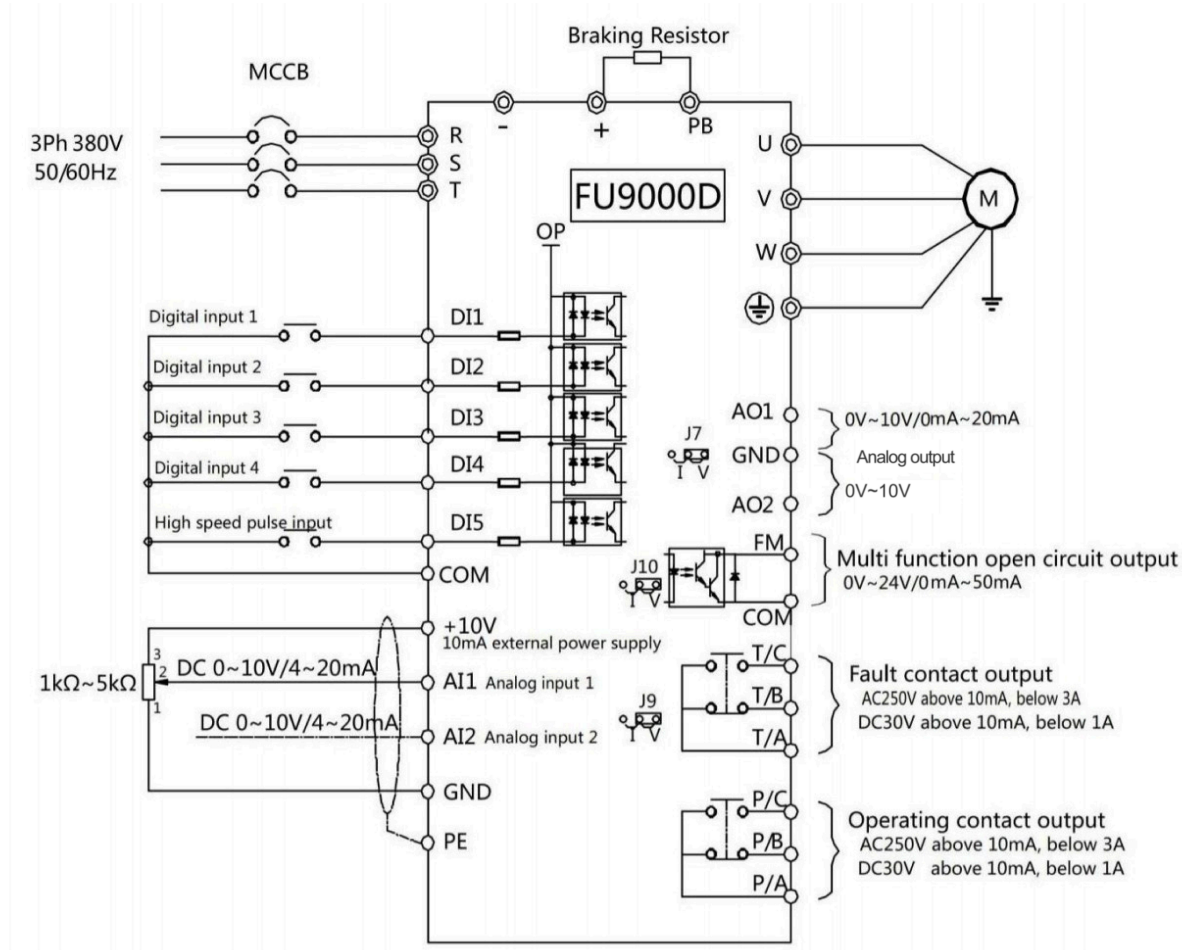 Braking Resistor
MCCB
- + PB
3Ph 380V
50/60Hz
R
S
T
FU9000D
U
V
W
M
OP
Digital input 1
DI1
Digital input 2
DI2
Digital input 3
DI3
Digital input 4
DI4
High speed pulse input
DI5
COM
+10V
10mA external power supply
1kΩ~5kΩ
3
2
1
DC 0~10V/4~20mA
AI1 Analog input 1
DC 0~10V/4~20mA
AI2 Analog input 2
GND
PE
AO1
0V~10V/0mA~20mA
J7
I V
GND
Analog output
0V~10V
AO2
FM
J10
I V
Multi function open circuit output
0V~24V/0mA~50mA
COM
J9
I V
T/C
T/B
T/A
Fault contact output
AC250V above 10mA, below 3A
DC30V above 10mA, below 1A
P/C
P/B
P/A
Operating contact output
AC250V above 10mA, below 3A
DC30V above 10mA, below 1A